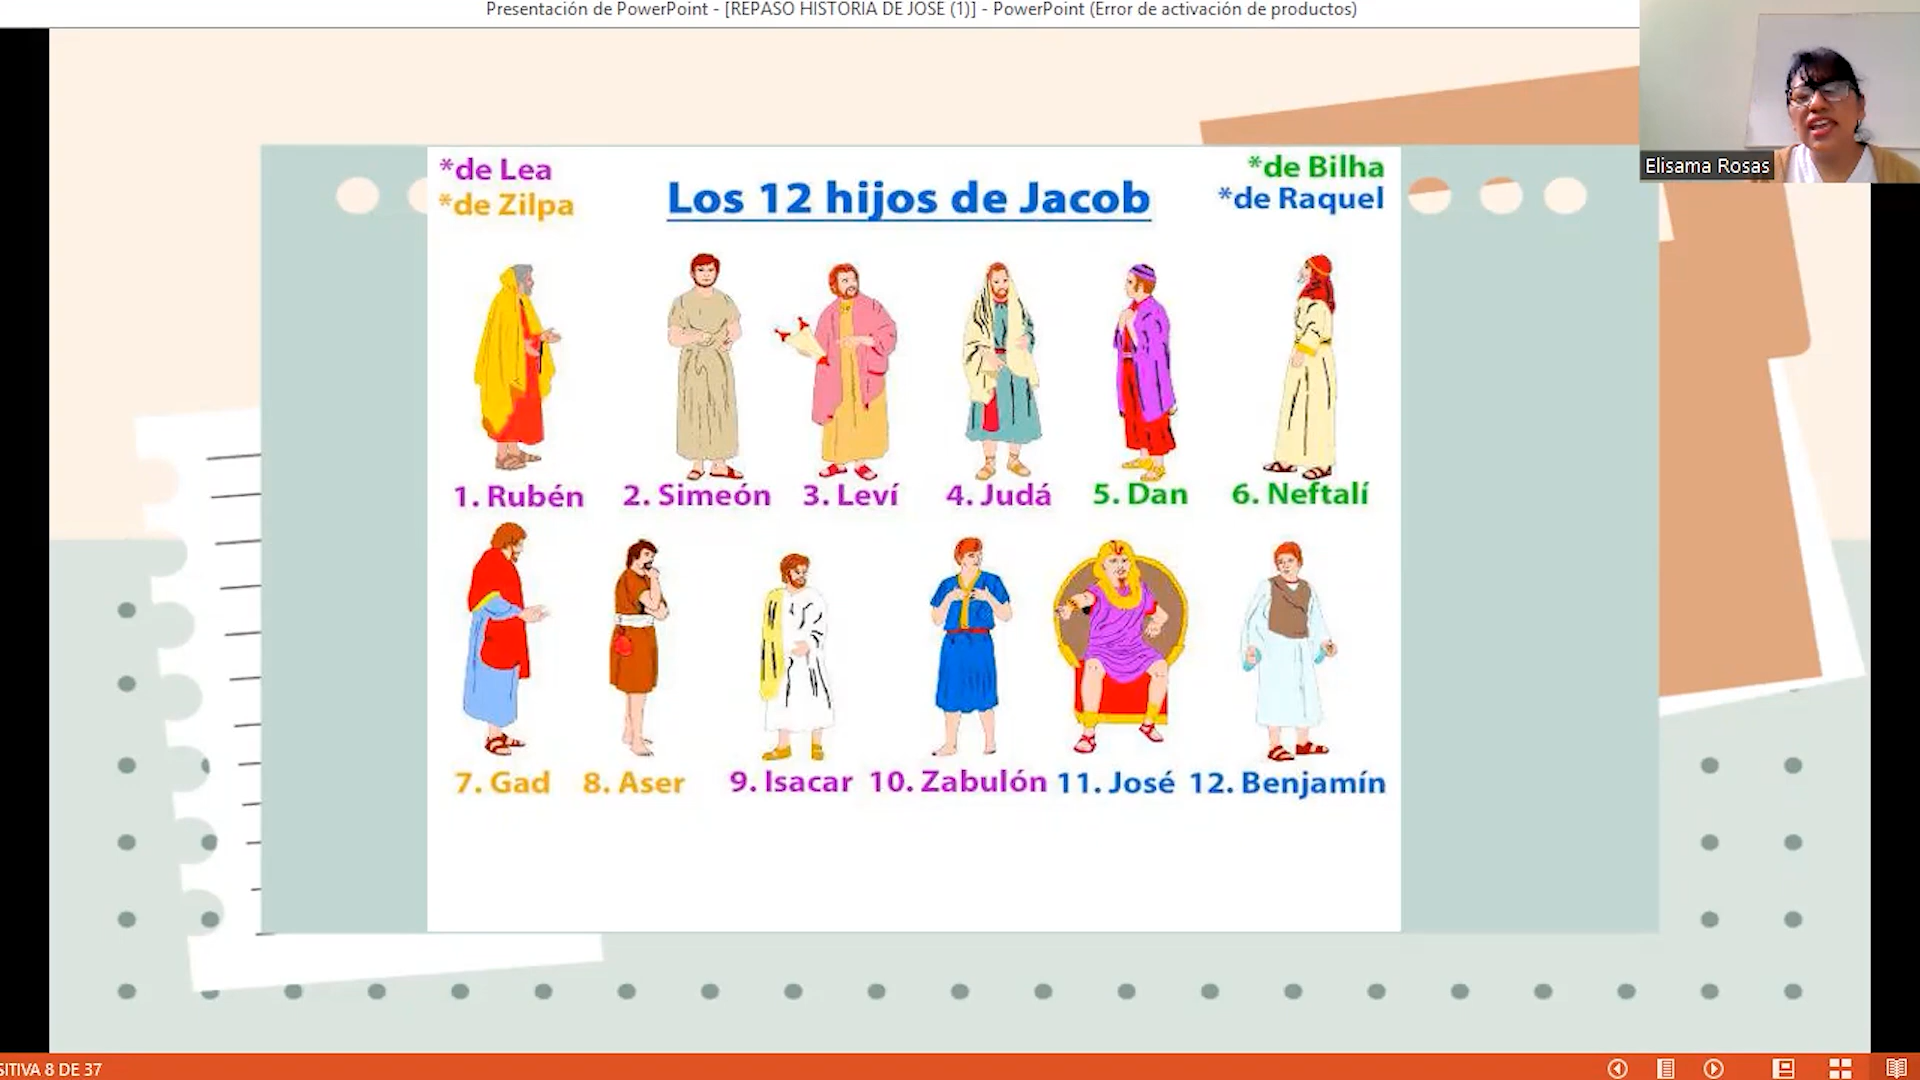 Presentación de PowerPoint - [REPASO HISTORIA DE JOSE (1)] - PowerPoint (Error de activación de productos)
Elisama Rosas
*de Lea
*de Zilpa
Los 12 hijos de Jacob
*de Bilha
*de Raquel
1. Rubén 2. Simeón 3. Leví 4. Judá 5. Dan 6. Neftalí
7. Gad 8. Aser 9. Isacar 10. Zabulón 11. José 12. Benjamín
SITIVA 8 DE 37